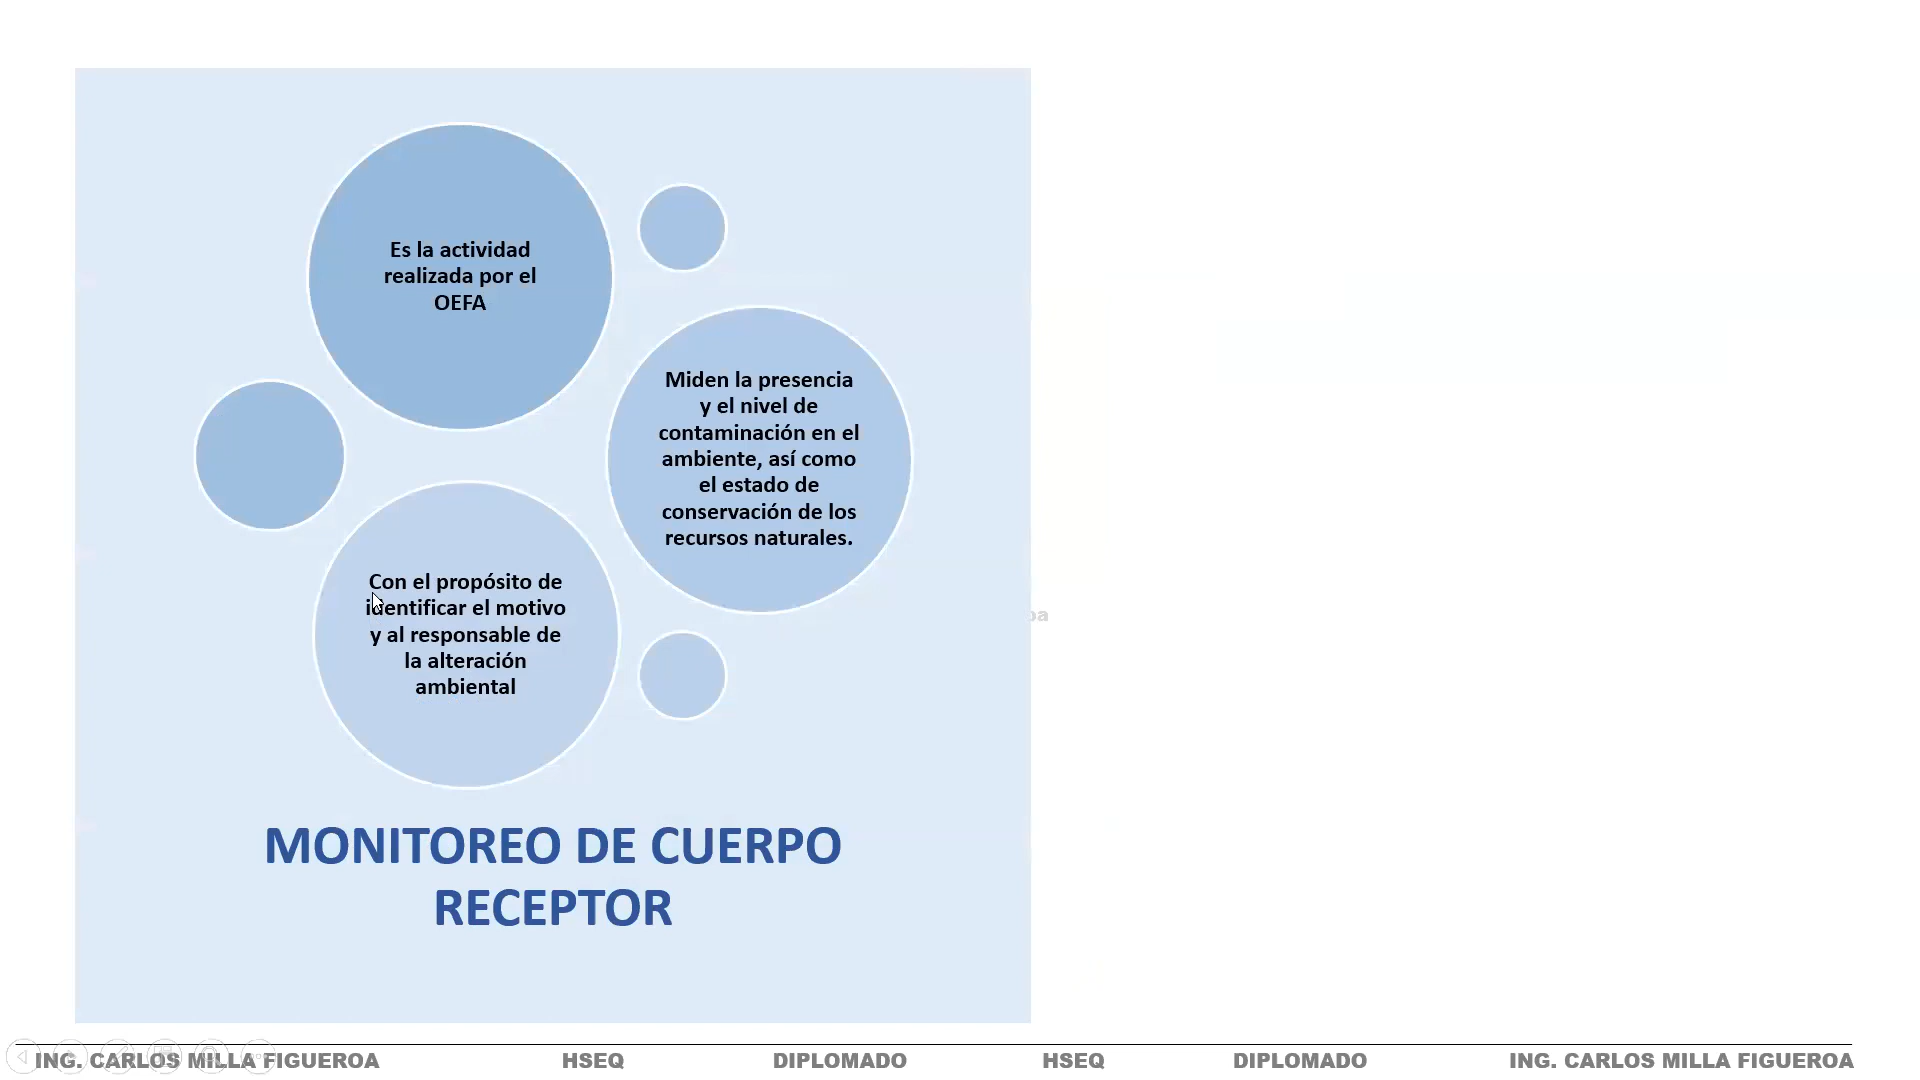 Es la actividad
realizada por el
OEFA
Miden la presencia
y el nivel de
contaminación en el
ambiente, así como
el estado de
conservación de los
recursos naturales.
Con el propósito de
identificar el motivo
y al responsable de
la alteración
ambiental
MONITOREO DE CUERPO
RECEPTOR
ING. CARLOS MILLA FIGUEROA HSEQ DIPLOMADO HSEQ DIPLOMADO ING. CARLOS MILLA FIGUEROA